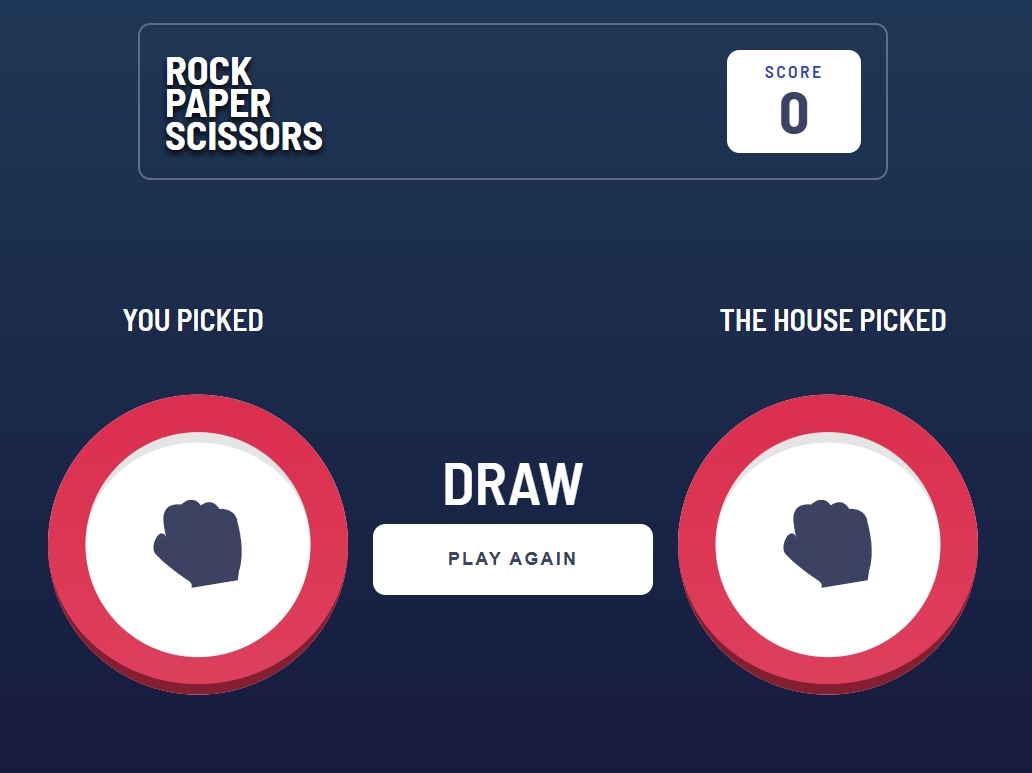 ROCK
PAPER
SCISSORS
SCORE
0
YOU PICKED
THE HOUSE PICKED
DRAW
PLAY AGAIN